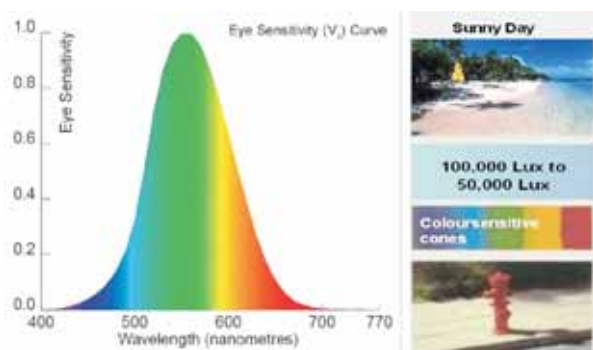 Eye Sensitivity (Vλ) Curve
Eye Sensitivity
1.0
0.8
0.6
0.4
0.2
0.0
400 500 600 700 770
Wavelength (nanometres)
Sunny Day
100,000 Lux to
50,000 Lux
Coloursensitive
cones